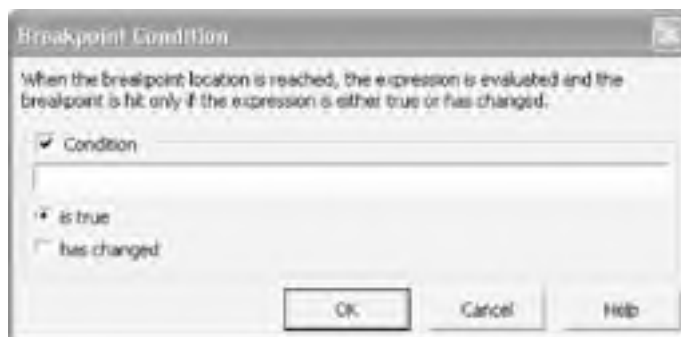 Breakpoint Condition
When the breakpoint location is reached, the expression is evaluated and the
breakpoint is hit only if the expression is either true or has changed.
Condition
is true
has changed
OK
Cancel
Help